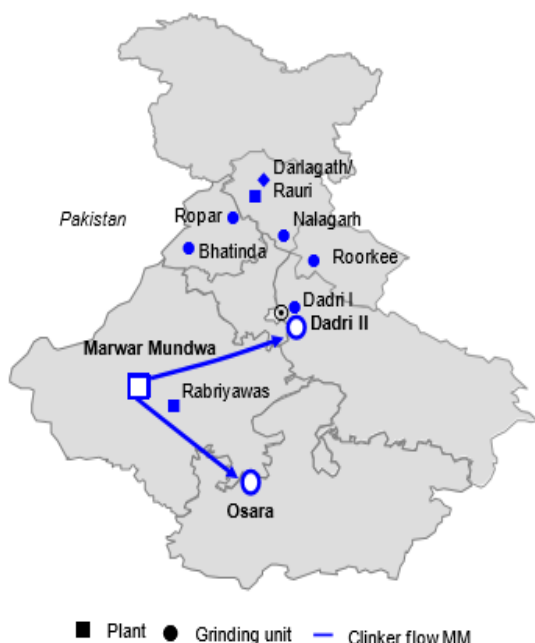 Darlagath/
Rauri
Pakistan
Ropar
Nalagarh
Bhatinda
Roorkee
Dadri I
Dadri II
Marwar Mundwa
Rabriyawas
Osara
Plant Grinding unit Clinker flow MM